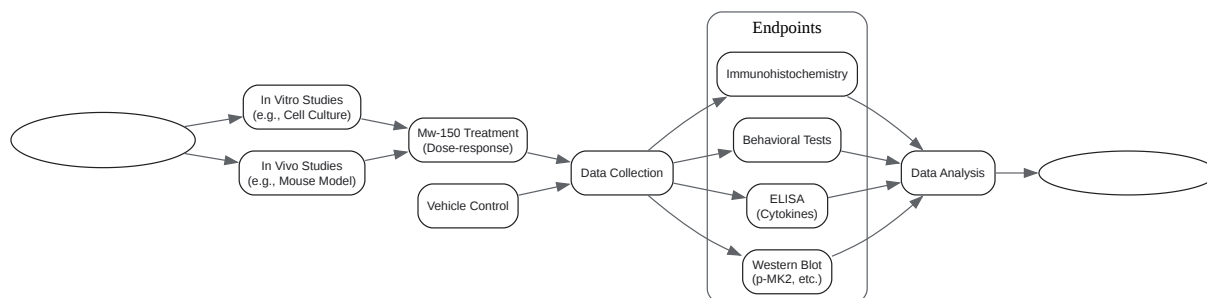 Endpoints
Immunohistochemistry
In Vitro Studies
(e.g., Cell Culture)
Mw-150 Treatment
(Dose-response)
Behavioral Tests
In Vivo Studies
(e.g., Mouse Model)
Data Collection
Data Analysis
Vehicle Control
ELISA
(Cytokines)
Western Blot
(p-MK2, etc.)